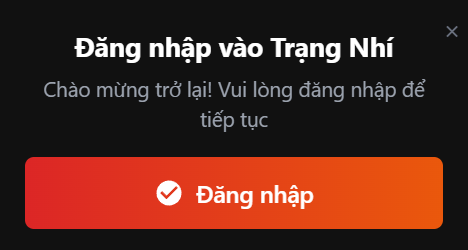 Đăng nhập vào Trạng Nhí
Chào mừng trở lại! Vui lòng đăng nhập để
tiếp tục
Đăng nhập